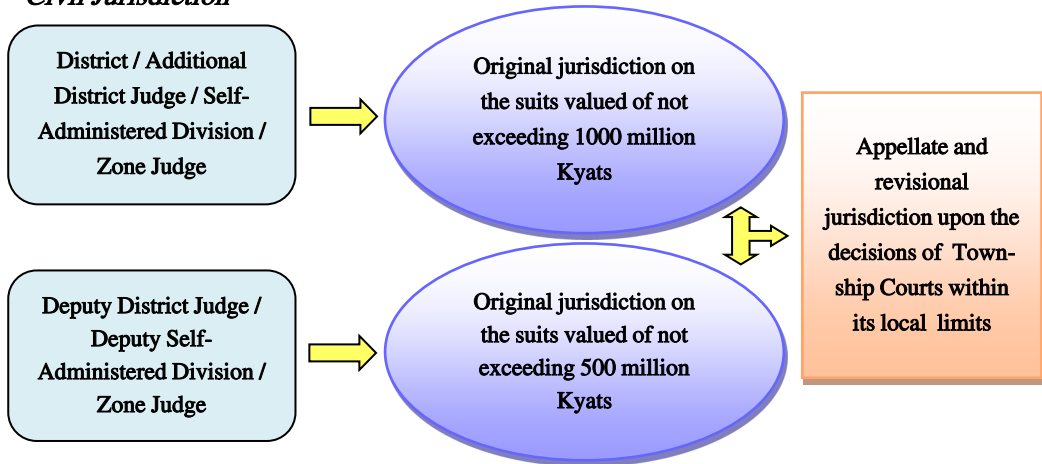 Civil Jurisdiction
District / Additional
District Judge / Self-
Administered Division /
Zone Judge
Original jurisdiction on
the suits valued of not
exceeding 1000 million
Kyats
Appellate and
revisional
jurisdiction upon the
decisions of Town-
ship Courts within
its local limits
Deputy District Judge /
Deputy Self-
Administered Division /
Zone Judge
Original jurisdiction on
the suits valued of not
exceeding 500 million
Kyats